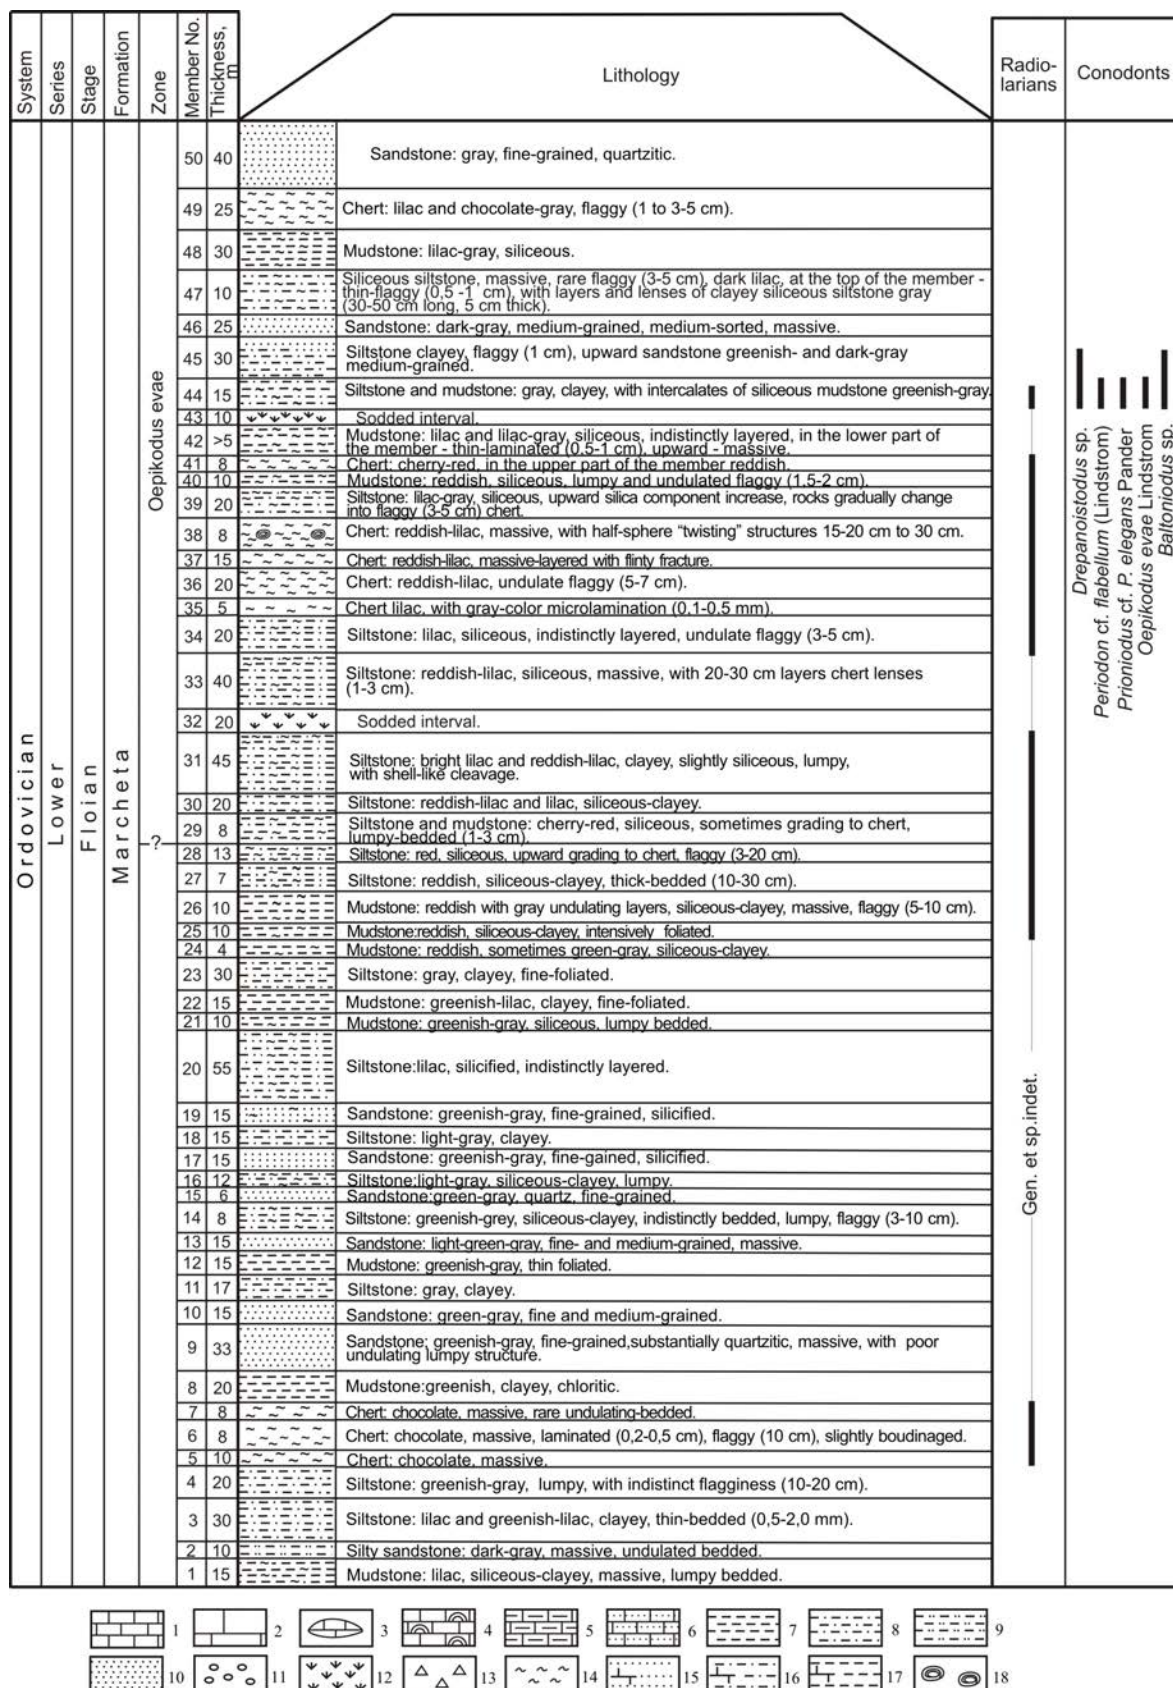 System
Series
Stage
Formation
Zone
Member No.
Thickness, m
Lithology
Radio-
larians
Conodonts
Ordovician
Lower
Floian
Marcheta
Oepikodus evae
?
50 40 Sandstone: gray, fine-grained, quartzitic.
49 25 Chert: lilac and chocolate-gray, flaggy (1 to 3-5 cm).
48 30 Mudstone: lilac-gray, siliceous.
47 10 Siliceous siltstone, massive, rare flaggy (3-5 cm), dark lilac, at the top of the member -
thin-flaggy (0,5 -1 cm), with layers and lenses of clayey siliceous siltstone gray
(30-50 cm long, 5 cm thick).
46 25 Sandstone: dark-gray, medium-grained, medium-sorted, massive.
45 30 Siltstone clayey, flaggy (1 cm), upward sandstone greenish- and dark-gray
medium-grained.
44 15 Siltstone and mudstone: gray, clayey, with intercalates of siliceous mudstone greenish-gray.
43 10 Sodded interval.
42 >5 Mudstone: lilac and lilac-gray, siliceous, indistinctly layered, in the lower part of
the member - thin-laminated (0,5-1 cm), upward - massive.
41 8 Chert: cherry-red, in the upper part of the member reddish.
40 10 Mudstone: reddish, siliceous, lumpy and undulated flaggy (1,5-2 cm).
39 20 Siltstone: lilac-gray, siliceous, upward silica component increase, rocks gradually change
into flaggy (3-5 cm) chert.
38 8 Chert: reddish-lilac, massive, with half-sphere “twisting” structures 15-20 cm to 30 cm.
37 15 Chert: reddish-lilac, massive-layered with flinty fracture.
36 20 Chert: reddish-lilac, undulate flaggy (5-7 cm).
35 5 Chert lilac, with gray-color microlamination (0,1-0,5 mm).
34 20 Siltstone: lilac, siliceous, indistinctly layered, undulate flaggy (3-5 cm).
33 40 Siltstone: reddish-lilac, siliceous, massive, with 20-30 cm layers chert lenses
(1-3 cm).
32 20 Sodded interval.
31 45 Siltstone: bright lilac and reddish-lilac, clayey, slightly siliceous, lumpy,
with shell-like cleavage.
30 20 Siltstone: reddish-lilac and lilac, siliceous-clayey.
29 8 Siltstone and mudstone: cherry-red, siliceous, sometimes grading to chert,
lumpy-bedded (1-3 cm).
28 13 Siltstone: red, siliceous, upward grading to chert, flaggy (3-20 cm).
27 7 Siltstone: reddish, siliceous-clayey, thick-bedded (10-30 cm).
26 10 Mudstone: reddish with gray undulating layers, siliceous-clayey, massive, flaggy (5-10 cm).
25 10 Mudstone:reddish, siliceous-clayey, intensively foliated.
24 4 Mudstone: reddish, sometimes green-gray, siliceous-clayey.
23 30 Siltstone: gray, clayey, fine-foliated.
22 15 Mudstone: greenish-lilac, clayey, fine-foliated.
21 10 Mudstone: greenish-gray, siliceous, lumpy bedded.
20 55 Siltstone:lilac, silicified, indistinctly layered.
19 15 Sandstone: greenish-gray, fine-grained, silicified.
18 15 Siltstone: light-gray, clayey.
17 15 Sandstone: greenish-gray, fine-gained, silicified.
16 12 Siltstone:light-gray, siliceous-clayey, lumpy.
15 6 Sandstone:green-gray, quartz, fine-grained.
14 8 Siltstone: greenish-grey, siliceous-clayey, indistinctly bedded, lumpy, flaggy (3-10 cm).
13 15 Sandstone: light-green-gray, fine- and medium-grained, massive.
12 15 Mudstone: greenish-gray, thin foliated.
11 17 Siltstone: gray, clayey.
10 15 Sandstone: green-gray, fine and medium-grained.
9 33 Sandstone: greenish-gray, fine-grained,substantially quartzitic, massive, with poor
undulating lumpy structure.
8 20 Mudstone:greenish, clayey, chloritic.
7 8 Chert: chocolate, massive, rare undulating-bedded.
6 8 Chert: chocolate, massive, laminated (0,2-0,5 cm), flaggy (10 cm), slightly boudinaged.
5 10 Chert: chocolate, massive.
4 20 Siltstone: greenish-gray, lumpy, with indistinct flagginess (10-20 cm).
3 30 Siltstone: lilac and greenish-lilac, clayey, thin-bedded (0,5-2,0 mm).
2 10 Silty sandstone: dark-gray, massive, undulated bedded.
1 15 Mudstone: lilac, siliceous-clayey, massive, lumpy bedded.
Gen. et sp.indet.
Drepanoistodus sp.
Periodon cf. flabellum (Lindstrom)
Prioniodus cf. P. elegans Pander
Oepikodus evae Lindstrom
Baltoniodus sp.
1 2 3 4 5 6 7 8 9
10 11 12 13 14 15 16 17 18